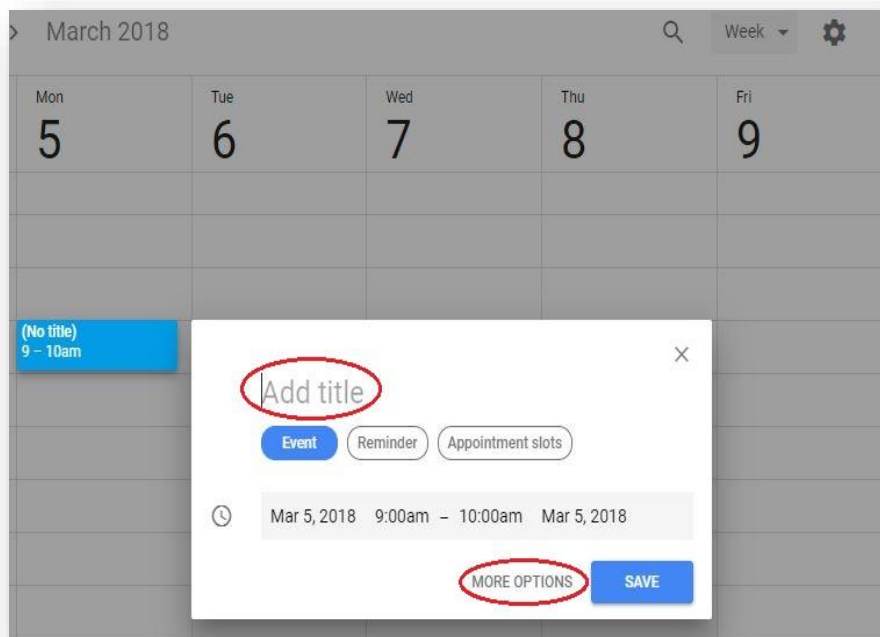 March 2018 Week
Mon Tue Wed Thu Fri
5 6 7 8 9
(No title)
9 – 10am
Add title
Event Reminder Appointment slots
Mar 5, 2018 9:00am – 10:00am Mar 5, 2018
MORE OPTIONS SAVE